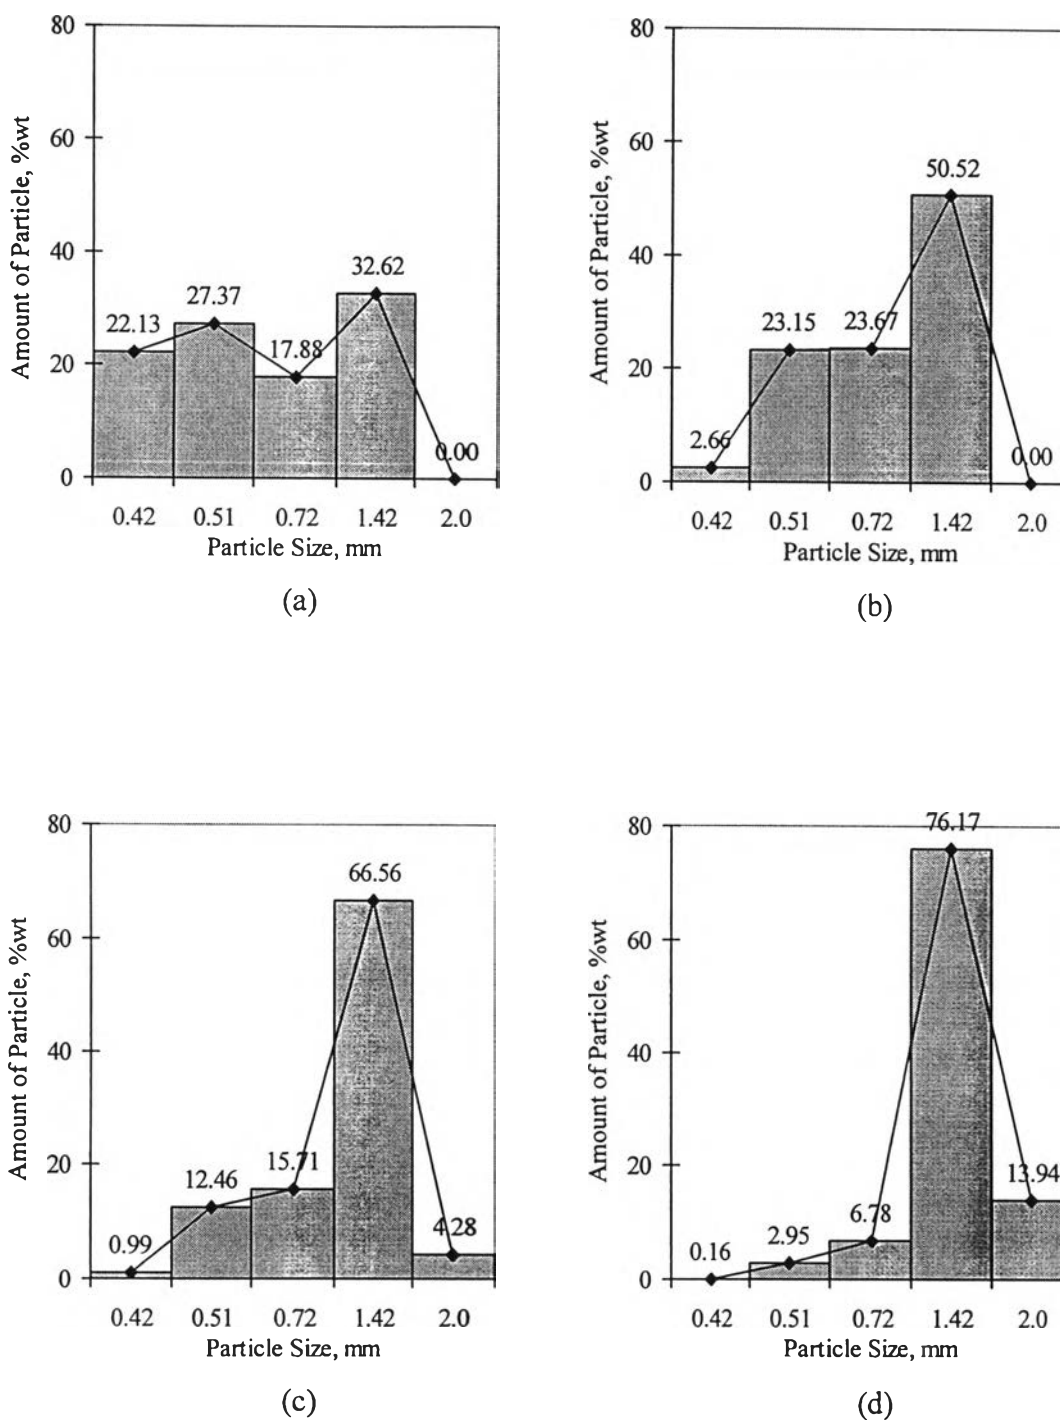 80
60
40
20
0
Amount of Particle, %wt
22.13
27.37
17.88
32.62
0.00
0.42 0.51 0.72 1.42 2.0
Particle Size, mm
(a)
80
60
40
20
0
Amount of Particle, %wt
2.66
23.15
23.67
50.52
0.00
0.42 0.51 0.72 1.42 2.0
Particle Size, mm
(b)
80
60
40
20
0
Amount of Particle, %wt
0.99
12.46
15.71
66.56
4.28
0.42 0.51 0.72 1.42 2.0
Particle Size, mm
(c)
80
60
40
20
0
Amount of Particle, %wt
0.16
2.95
6.78
76.17
13.94
0.42 0.51 0.72 1.42 2.0
Particle Size, mm
(d)